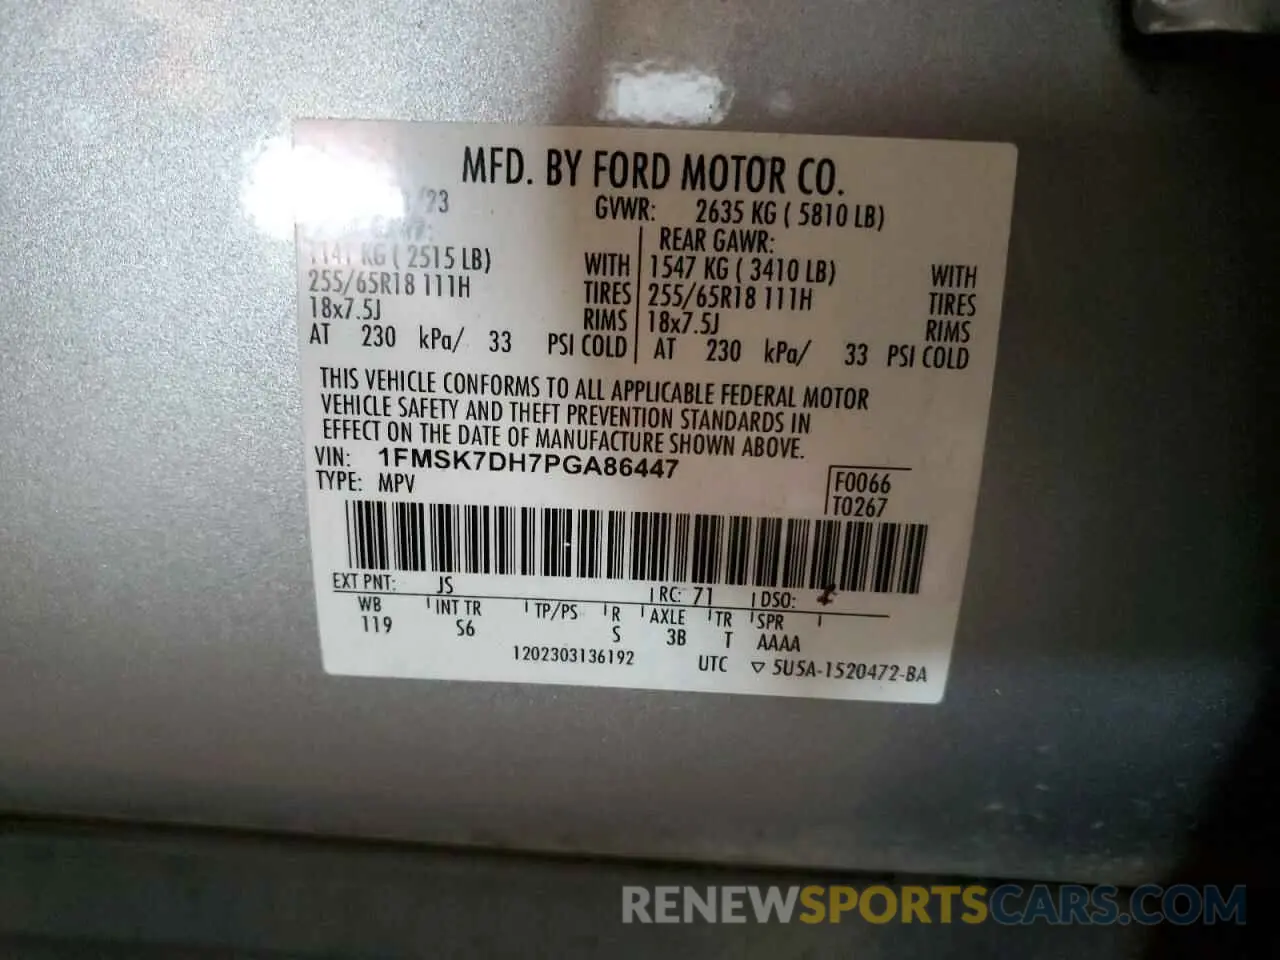 MFD. BY FORD MOTOR CO.
/23 GVWR: 2635 KG ( 5810 LB)
REAR GAWR:
1141 KG ( 2515 LB) WITH 1547 KG ( 3410 LB) WITH
255/65R18 111H TIRES 255/65R18 111H TIRES
18x7.5J RIMS 18x7.5J RIMS
AT 230 kPa/ 33 PSI COLD AT 230 kPa/ 33 PSI COLD
THIS VEHICLE CONFORMS TO ALL APPLICABLE FEDERAL MOTOR
VEHICLE SAFETY AND THEFT PREVENTION STANDARDS IN
EFFECT ON THE DATE OF MANUFACTURE SHOWN ABOVE.
VIN: 1FMSK7DH7PGA86447
TYPE: MPV
F0066
T0267
EXT PNT: JS RC: 71 DSO:
WB INT TR TP/PS R AXLE TR SPR
119 S6 S 3B T AAAA
1202303136192 UTC ▽ 5U5A-1520472-BA
RENEWSPORTSCARS.COM